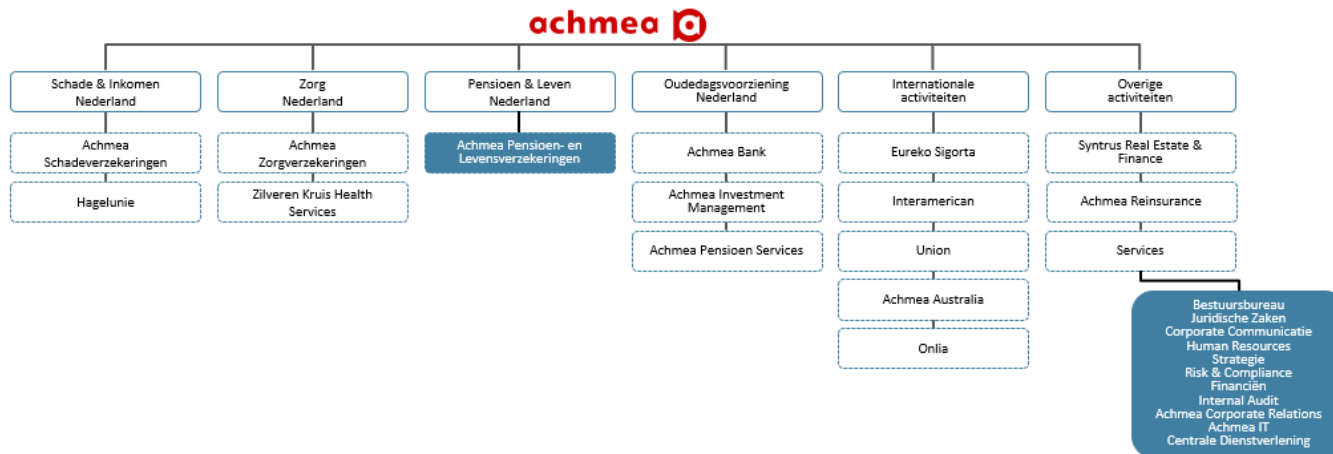 achmea
Schade & Inkomen
Nederland
Achmea
Schadeverzekeringen
Hagelunie
Zorg
Nederland
Achmea
Zorgverzekeringen
Zilveren Kruis Health
Services
Pensioen & Leven
Nederland
Achmea Pensioen- en
Levensverzekeringen
Oudedagsvoorziening
Nederland
Achmea Bank
Achmea Investment
Management
Achmea Pensioen Services
Internationale
activiteiten
Eureko Sigorta
Interamerican
Union
Achmea Australia
Onlia
Overige
activiteiten
Syntrus Real Estate &
Finance
Achmea Reinsurance
Services
Bestuursbureau
Juridische Zaken
Corporate Communicatie
Human Resources
Strategie
Risk & Compliance
Financiën
Internal Audit
Achmea Corporate Relations
Achmea IT
Centrale Dienstverlening